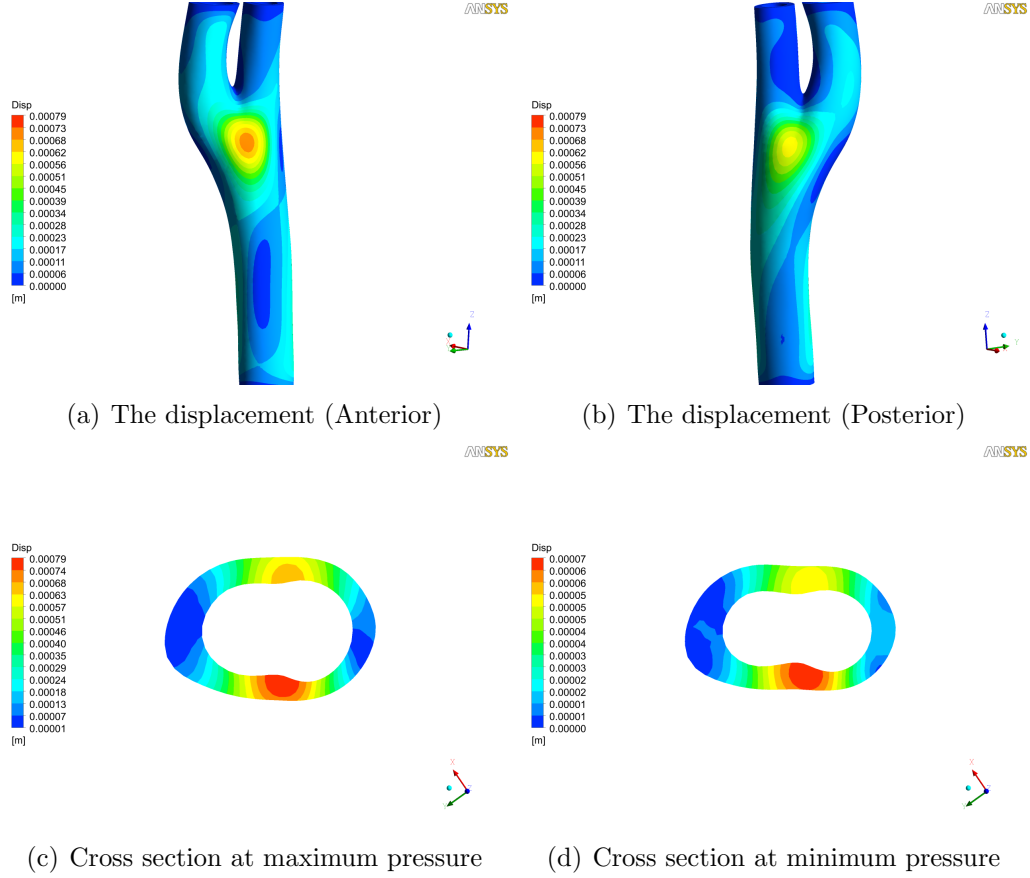 ANSYS
Disp
0.00079
0.00073
0.00068
0.00062
0.00056
0.00051
0.00045
0.00039
0.00034
0.00028
0.00023
0.00017
0.00011
0.00006
0.00000
[m]
Z
(a) The displacement (Anterior)
ANSYS
Disp
0.00079
0.00073
0.00068
0.00062
0.00056
0.00051
0.00045
0.00039
0.00034
0.00028
0.00023
0.00017
0.00011
0.00006
0.00000
[m]
Z
Y
(b) The displacement (Posterior)
ANSYS
Disp
0.00079
0.00074
0.00068
0.00063
0.00057
0.00051
0.00046
0.00040
0.00035
0.00029
0.00024
0.00018
0.00013
0.00007
0.00001
[m]
X
Y
Z
(c) Cross section at maximum pressure
ANSYS
Disp
0.00007
0.00006
0.00006
0.00005
0.00005
0.00005
0.00004
0.00004
0.00003
0.00003
0.00002
0.00002
0.00001
0.00001
0.00000
[m]
X
Y
Z
(d) Cross section at minimum pressure